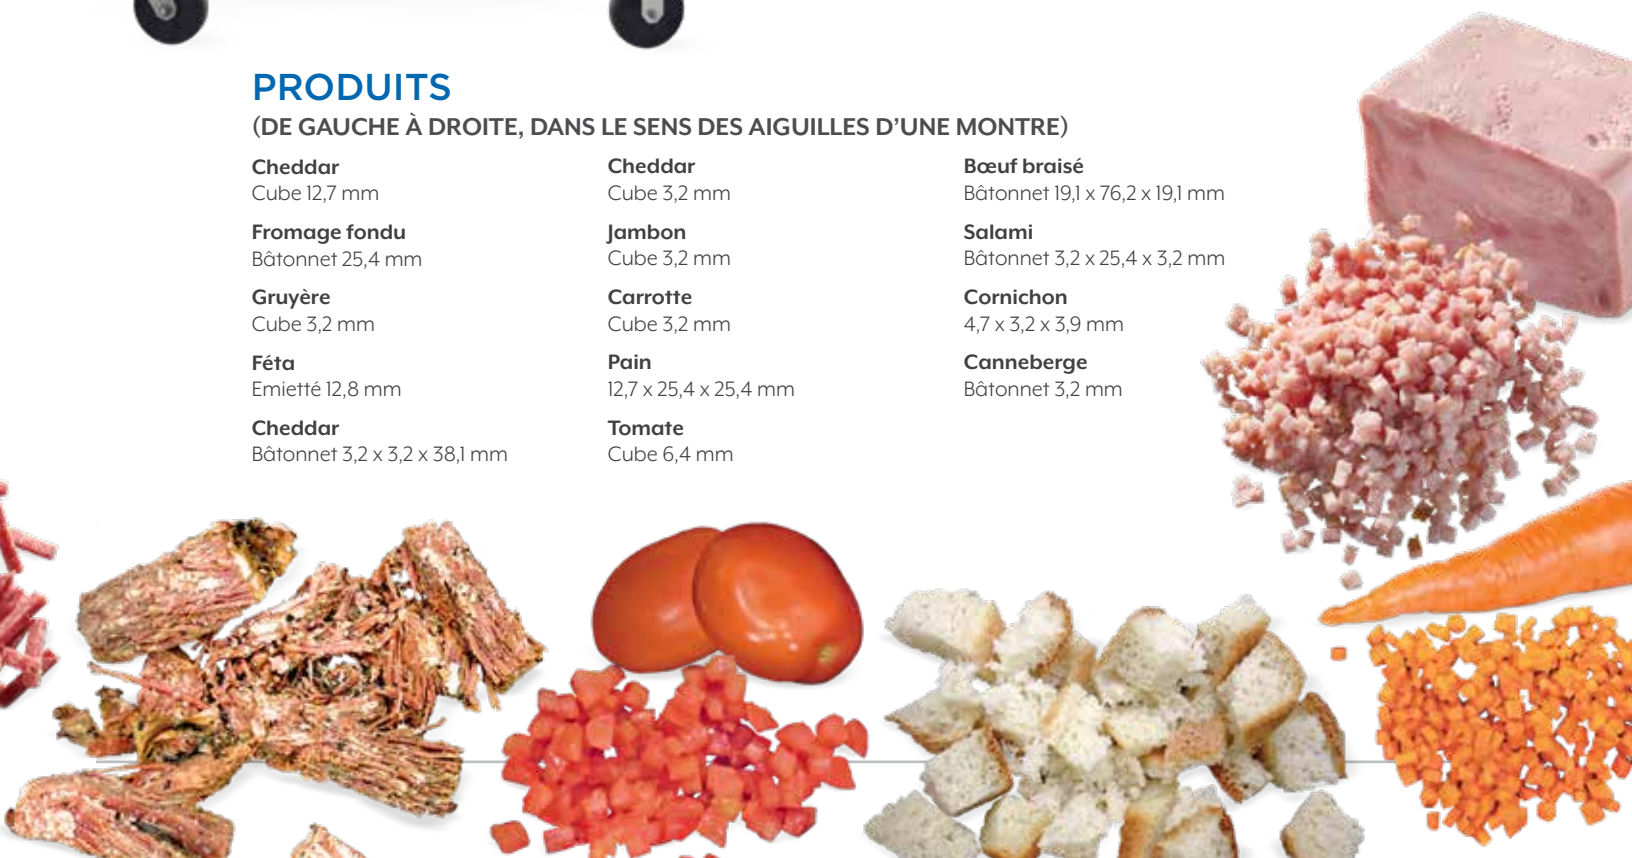 PRODUITS
(DE GAUCHE À DROITE, DANS LE SENS DES AIGUILLES D’UNE MONTRE)
Cheddar
Cube 12,7 mm
Fromage fondu
Bâtonnet 25,4 mm
Gruyère
Cube 3,2 mm
Féta
Emietté 12,8 mm
Cheddar
Bâtonnet 3,2 x 3,2 x 38,1 mm
Cheddar
Cube 3,2 mm
Jambon
Cube 3,2 mm
Carrotte
Cube 3,2 mm
Pain
12,7 x 25,4 x 25,4 mm
Tomate
Cube 6,4 mm
Bœuf braisé
Bâtonnet 19,1 x 76,2 x 19,1 mm
Salami
Bâtonnet 3,2 x 25,4 x 3,2 mm
Cornichon
4,7 x 3,2 x 3,9 mm
Canneberge
Bâtonnet 3,2 mm